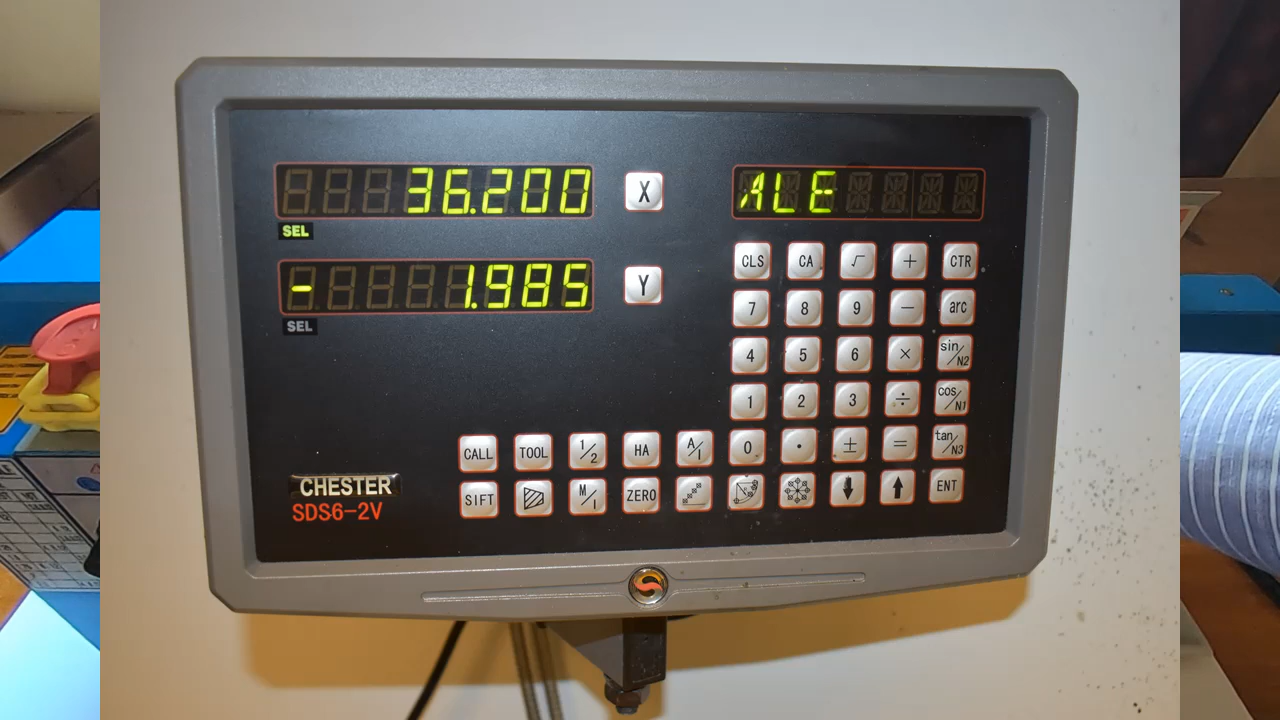 36.200
X
ALE
SEL
- 1.985
Y
SEL
CLS CA √ + CTR
7 8 9 - arc
4 5 6 × sin/N2
1 2 3 ÷ cos/N1
CALL TOOL 1/2 HA A/I 0 · ± = tan/N3
SIFT M/I ZERO ENT
CHESTER
SDS6-2V